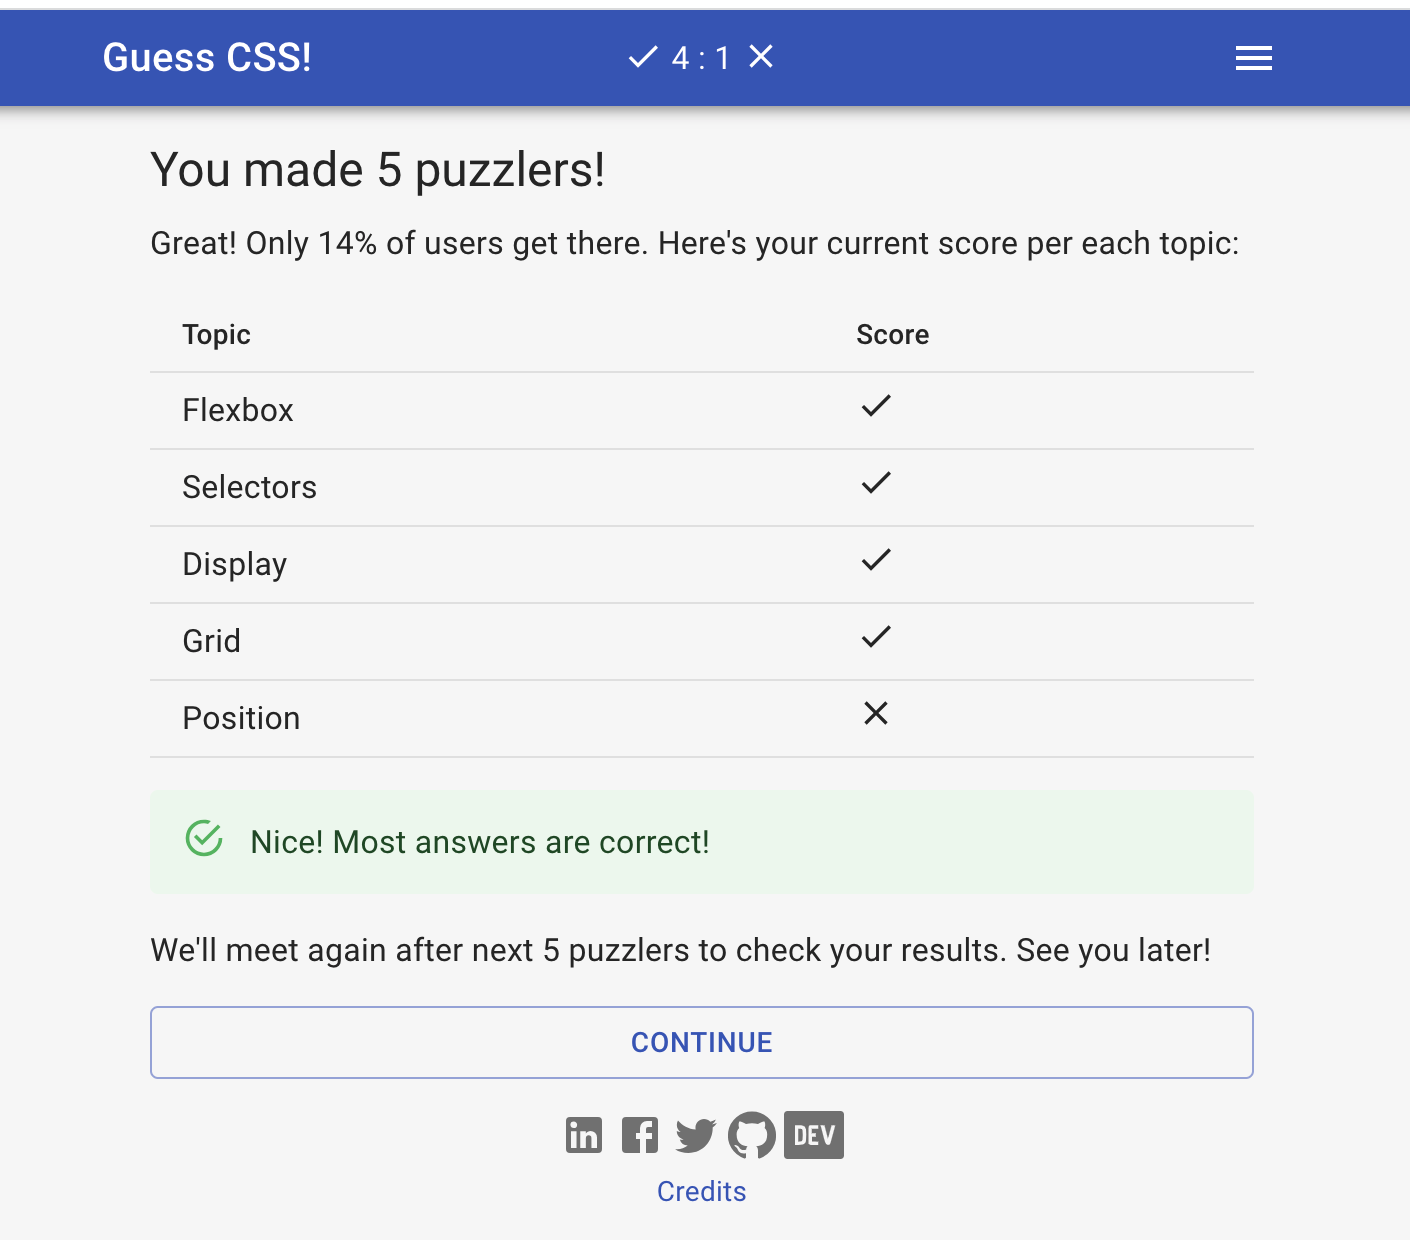 Guess CSS!
4 : 1
You made 5 puzzlers!
Great! Only 14% of users get there. Here's your current score per each topic:
Topic Score
Flexbox
Selectors
Display
Grid
Position
Nice! Most answers are correct!
We'll meet again after next 5 puzzlers to check your results. See you later!
CONTINUE
in f DEV
Credits